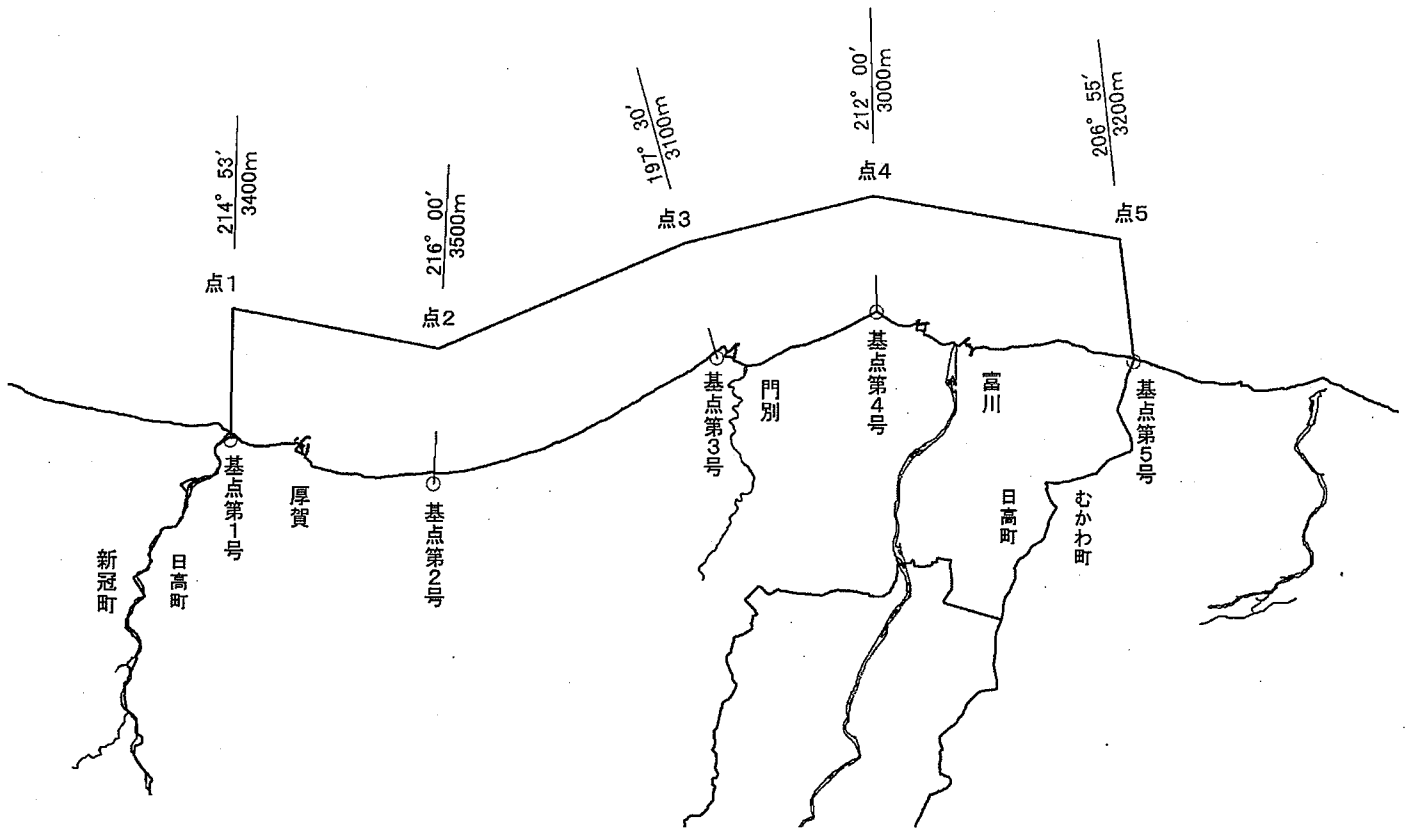 214° 53′
3400m
点1
216° 00′
3500m
点2
197° 30′
3100m
点3
212° 00′
3000m
点4
206° 55′
3200m
点5
基点第1号
厚賀
基点第2号
基点第3号
門別
基点第4号
富川
基点第5号
新冠町
日高町
日高町
むかわ町